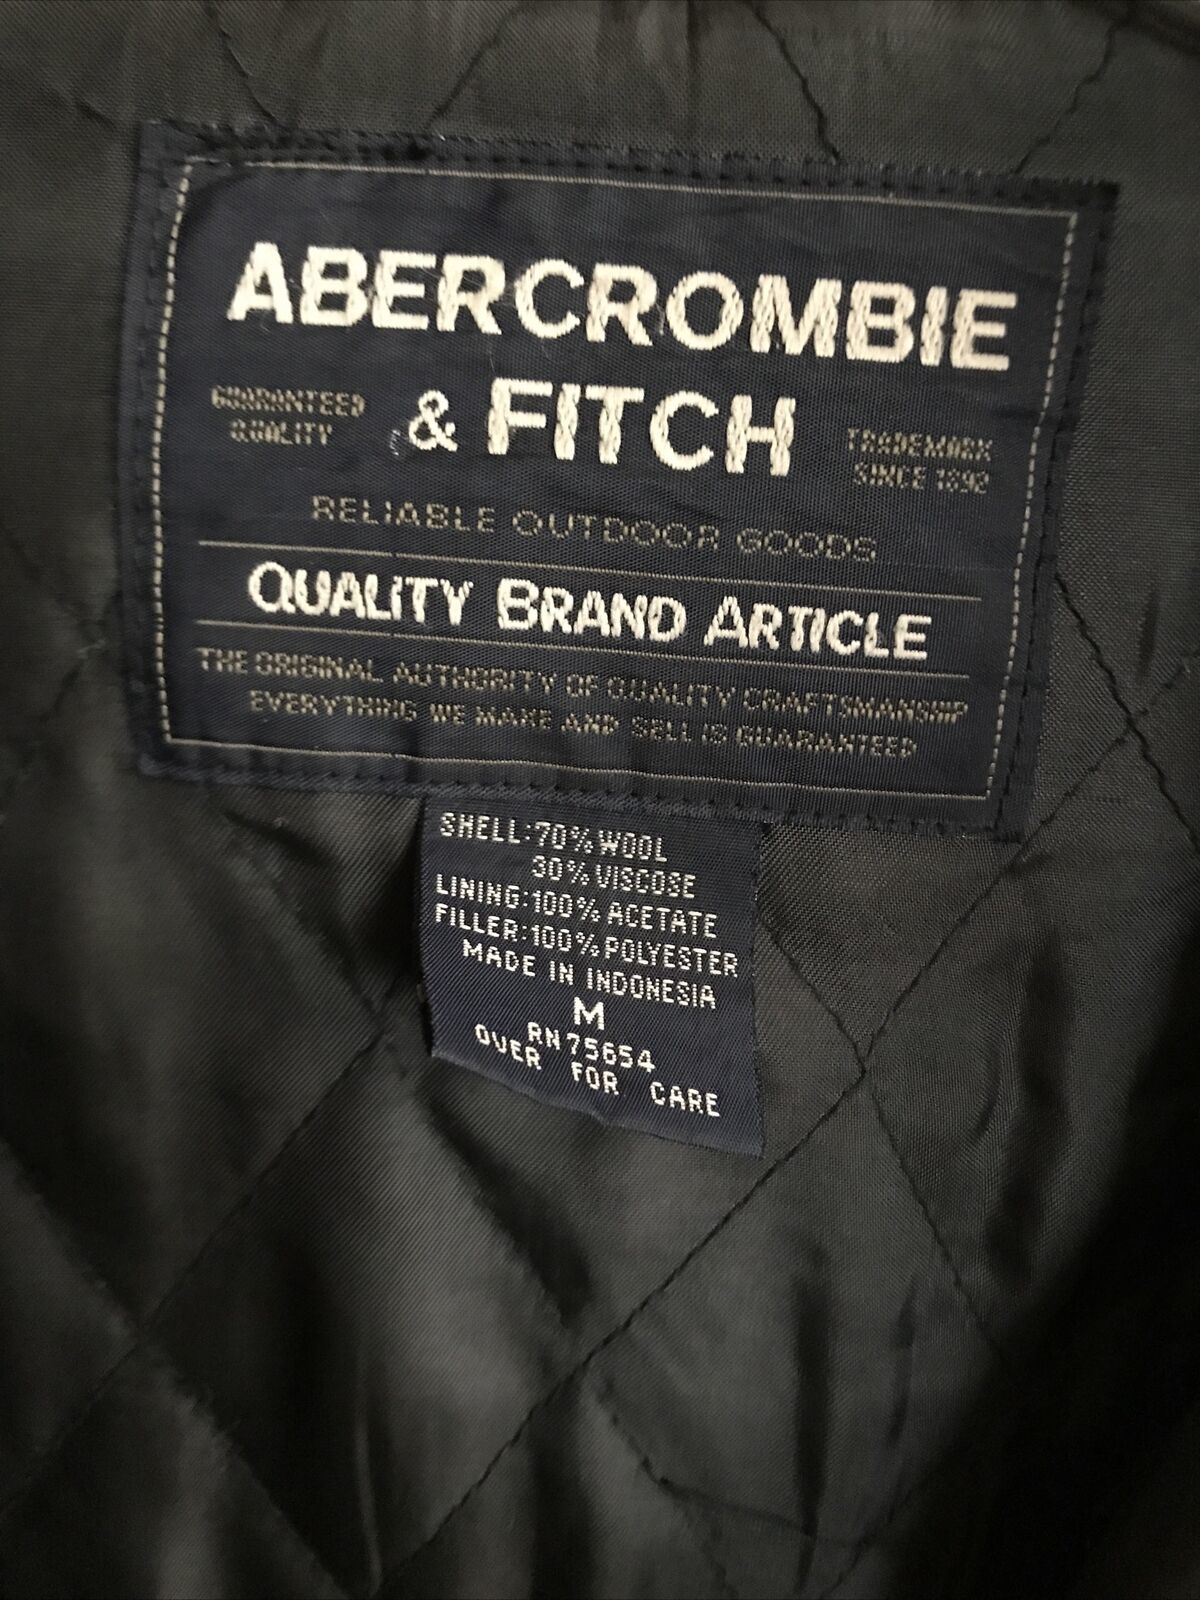 ABERCROMBIE
& FITCH
GUARANTEED
QUALITY
TRADEMARK
SINCE 1892
RELIABLE OUTDOOR GOODS
QUALITY BRAND ARTICLE
THE ORIGINAL AUTHORITY OF QUALITY CRAFTSMANSHIP
EVERYTHING WE MAKE AND SELL IS GUARANTEED
SHELL:70% WOOL
30% VISCOSE
LINING:100% ACETATE
FILLER:100% POLYESTER
MADE IN INDONESIA
M
RN75654
OVER FOR CARE